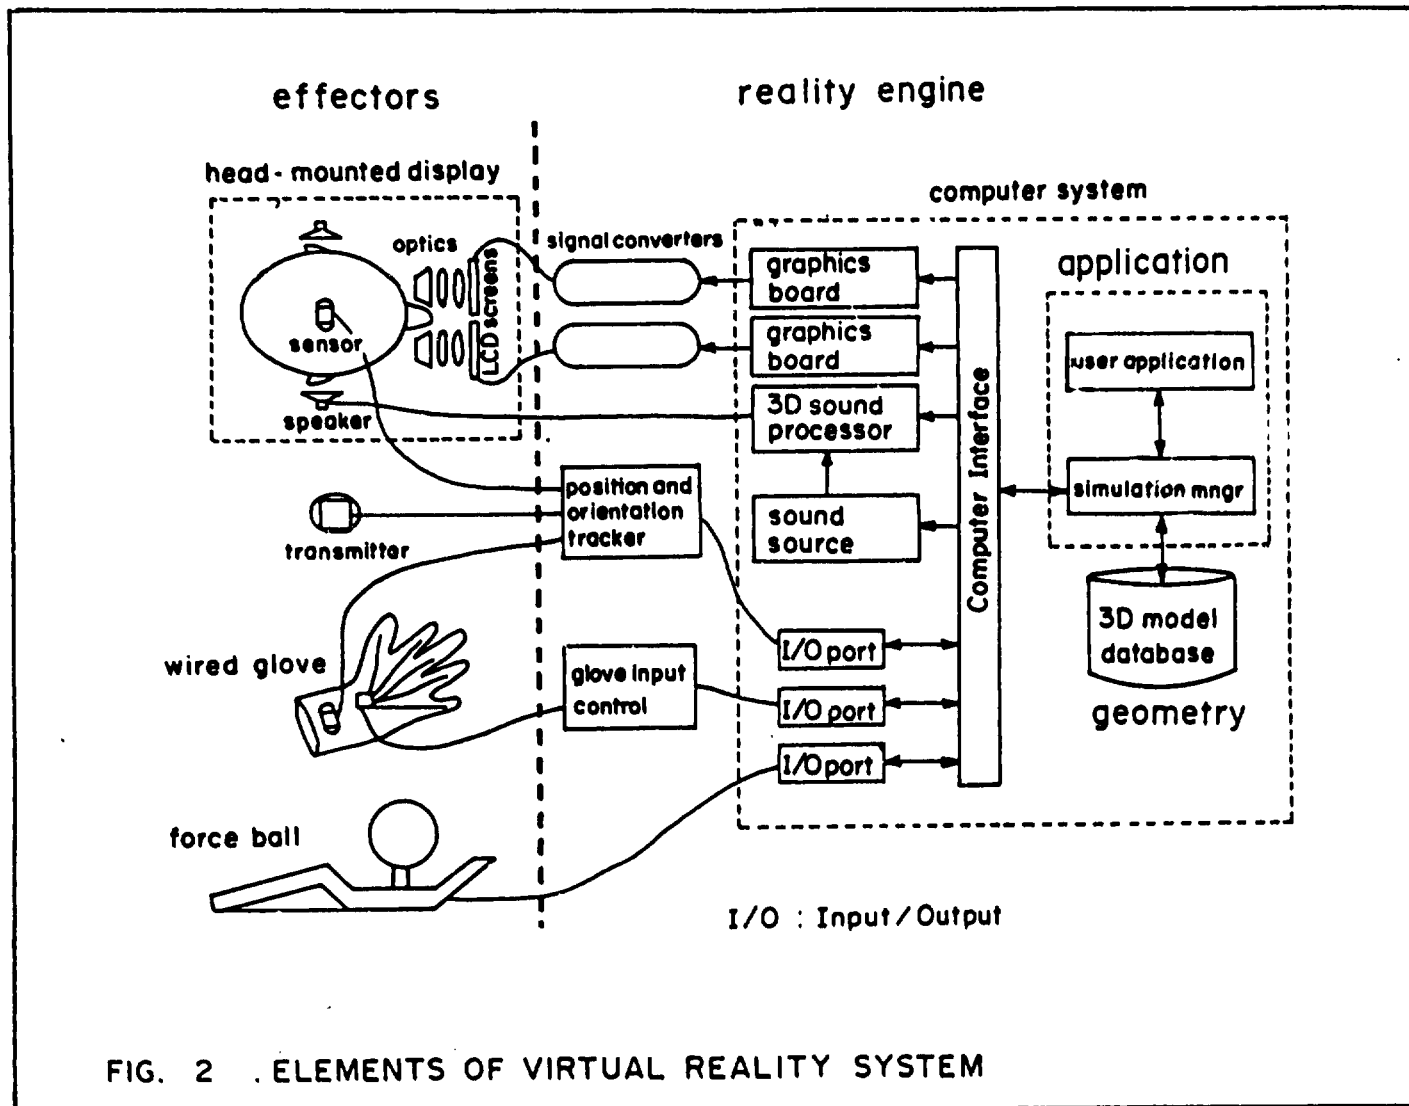 effectors
reality engine
head-mounted display
computer system
optics
signal converters
LCD screens
sensor
speaker
graphics
board
graphics
board
3D sound
processor
sound
source
Computer Interface
application
user application
simulation mngr
3D model
database
geometry
position and
orientation
tracker
transmitter
I/O port
I/O port
I/O port
wired glove
glove input
control
force ball
I/O : Input/Output
FIG. 2 . ELEMENTS OF VIRTUAL REALITY SYSTEM